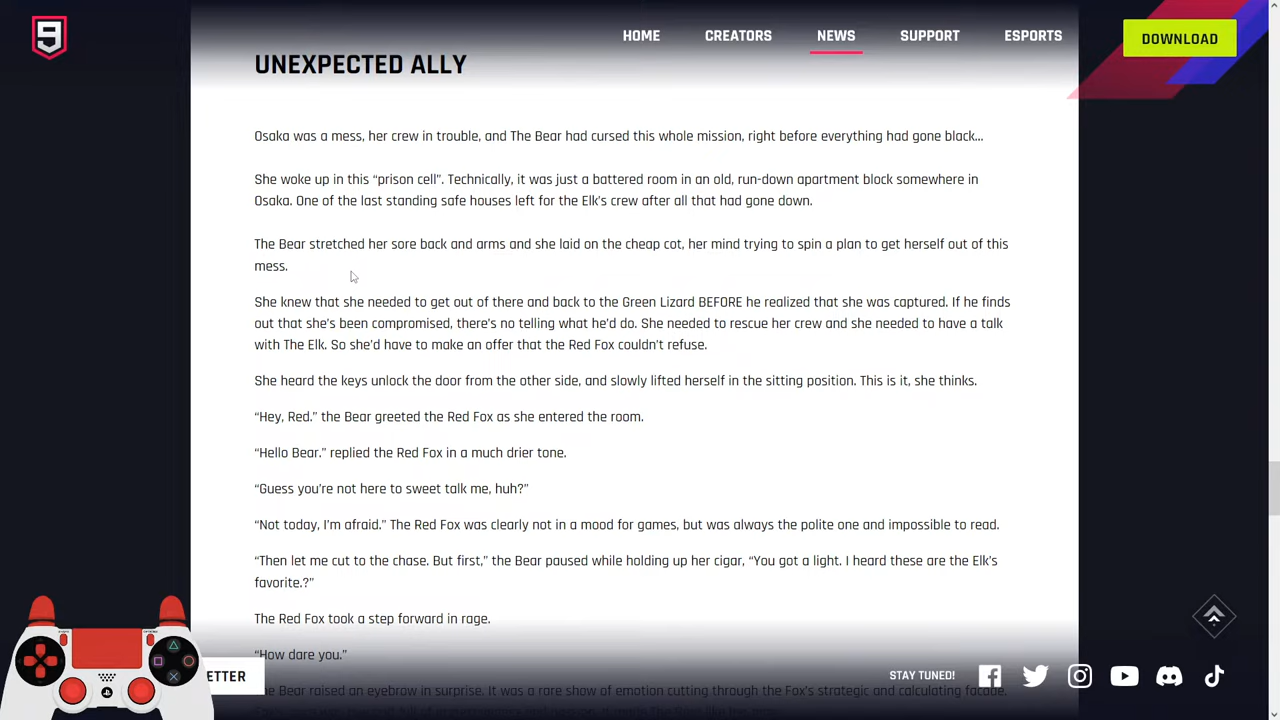 HOME CREATORS NEWS SUPPORT ESPORTS DOWNLOAD
UNEXPECTED ALLY
Osaka was a mess, her crew in trouble, and The Bear had cursed this whole mission, right before everything had gone black…
She woke up in this “prison cell”. Technically, it was just a battered room in an old, run-down apartment block somewhere in
Osaka. One of the last standing safe houses left for the Elk’s crew after all that had gone down.
The Bear stretched her sore back and arms and she laid on the cheap cot, her mind trying to spin a plan to get herself out of this
mess.
She knew that she needed to get out of there and back to the Green Lizard BEFORE he realized that she was captured. If he finds
out that she’s been compromised, there’s no telling what he’d do. She needed to rescue her crew and she needed to have a talk
with The Elk. So she’d have to make an offer that the Red Fox couldn’t refuse.
She heard the keys unlock the door from the other side, and slowly lifted herself in the sitting position. This is it, she thinks.
“Hey, Red.” the Bear greeted the Red Fox as she entered the room.
“Hello Bear.” replied the Red Fox in a much drier tone.
“Guess you’re not here to sweet talk me, huh?”
“Not today, I’m afraid.” The Red Fox was clearly not in a mood for games, but was always the polite one and impossible to read.
“Then let me cut to the chase. But first,” the Bear paused while holding up her cigar, “You got a light. I heard these are the Elk’s
favorite.?”
The Red Fox took a step forward in rage.
“How dare you.”
ETTER STAY TUNED!
he Bear raised an eyebrow in surprise. It was a rare show of emotion cutting through the Fox’s strategic and calculating facade.